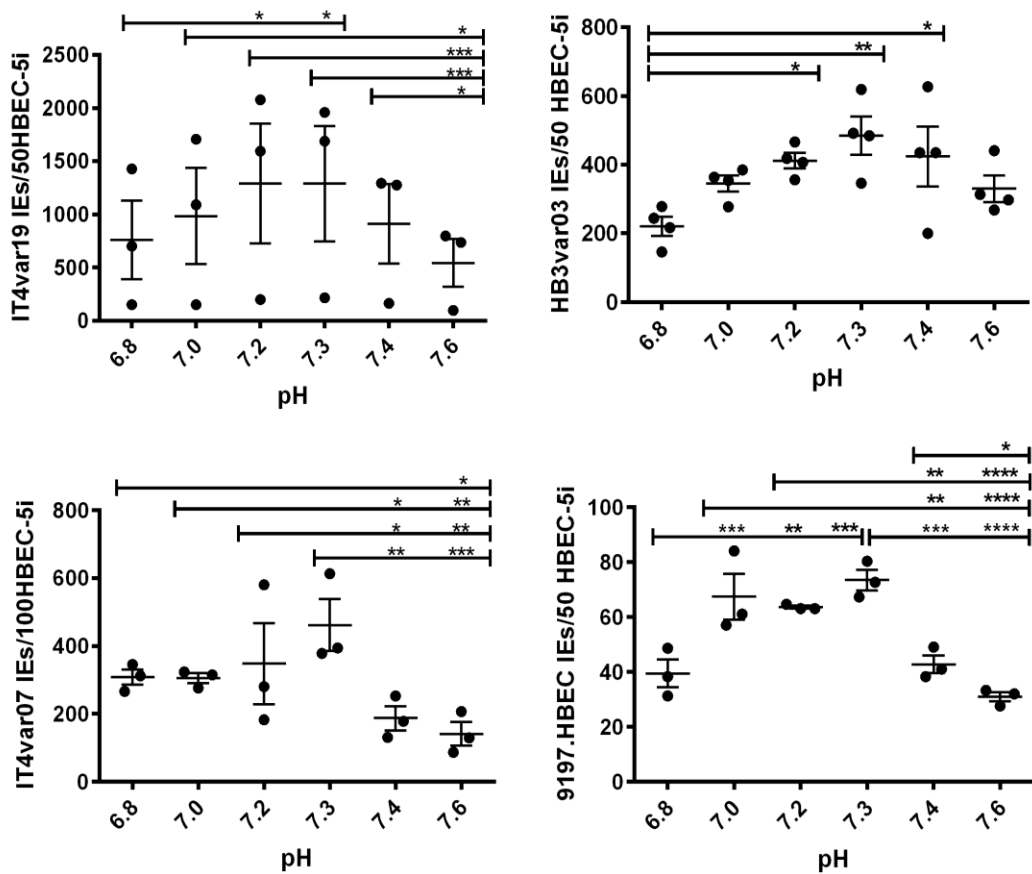 * *
*
***
***
*
2500
2000
1500
1000
500
0
IT4var19 IEs/50HBEC-5i
6.8 7.0 7.2 7.3 7.4 7.6
pH
*
**
*
800
600
400
200
0
HB3var03 IEs/50 HBEC-5i
6.8 7.0 7.2 7.3 7.4 7.6
pH
*
* **
* **
** ***
800
600
400
200
0
IT4var07 IEs/100HBEC-5i
6.8 7.0 7.2 7.3 7.4 7.6
pH
*
** ****
** ****
*** ** *** *** ****
100
80
60
40
20
0
9197.HBEC IEs/50 HBEC-5i
6.8 7.0 7.2 7.3 7.4 7.6
pH